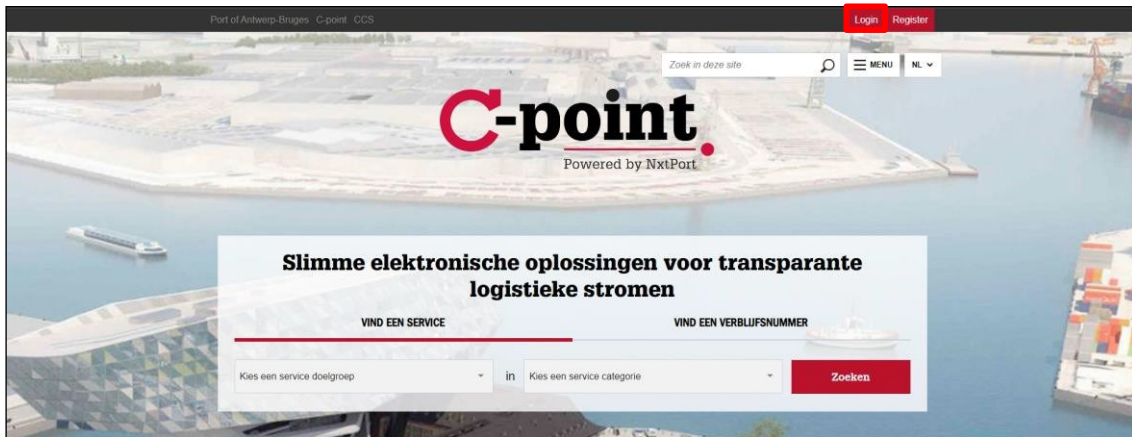 Port of Antwerp-Bruges C-point CCS Login Register
Zoek in deze site MENU NL
C-point.
Powered by NxtPort
Slimme elektronische oplossingen voor transparante
logistieke stromen
VIND EEN SERVICE VIND EEN VERBLIJFSNUMMER
Kies een service doelgroep in Kies een service categorie Zoeken